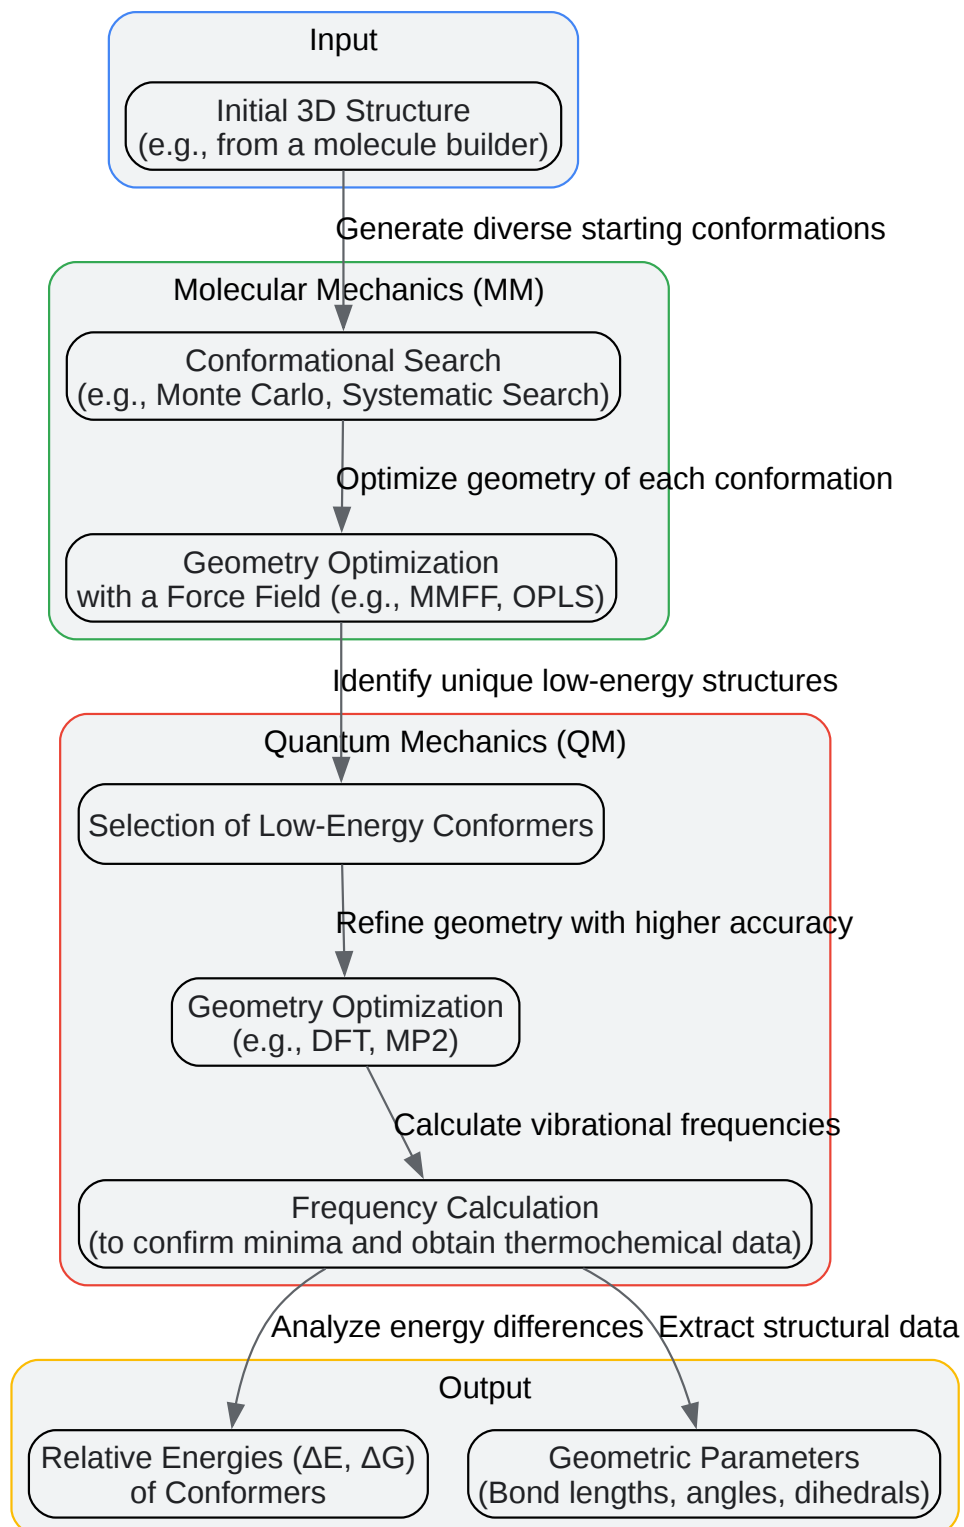 Input
Initial 3D Structure
(e.g., from a molecule builder)
Generate diverse starting conformations
Molecular Mechanics (MM)
Conformational Search
(e.g., Monte Carlo, Systematic Search)
Optimize geometry of each conformation
Geometry Optimization
with a Force Field (e.g., MMFF, OPLS)
Identify unique low-energy structures
Quantum Mechanics (QM)
Selection of Low-Energy Conformers
Refine geometry with higher accuracy
Geometry Optimization
(e.g., DFT, MP2)
Calculate vibrational frequencies
Frequency Calculation
(to confirm minima and obtain thermochemical data)
Analyze energy differences
Extract structural data
Output
Relative Energies (ΔE, ΔG)
of Conformers
Geometric Parameters
(Bond lengths, angles, dihedrals)